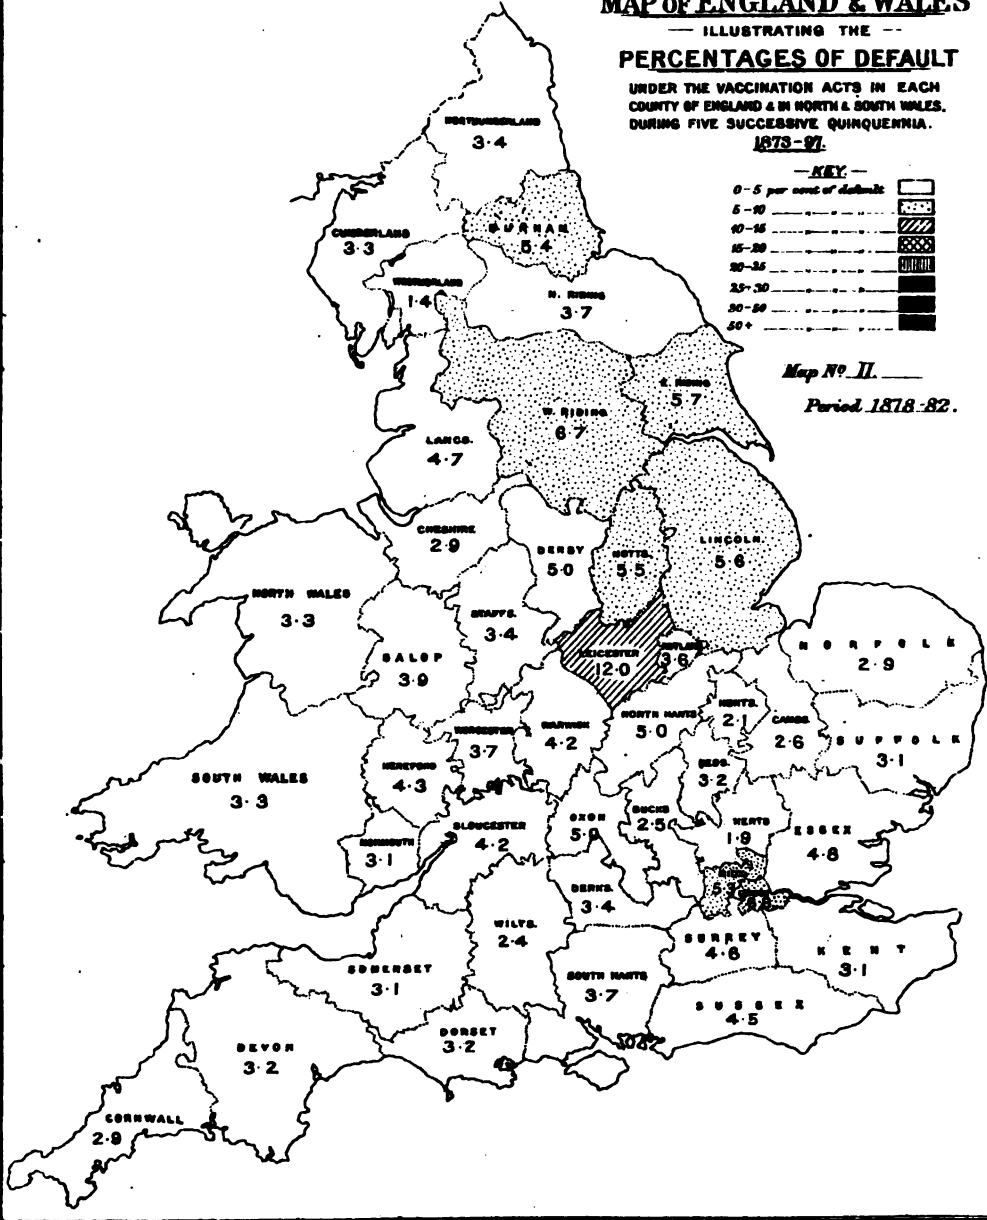 MAP OF ENGLAND & WALES
— ILLUSTRATING THE —
PERCENTAGES OF DEFAULT
UNDER THE VACCINATION ACTS IN EACH
COUNTY OF ENGLAND & IN NORTH & SOUTH WALES.
DURING FIVE SUCCESSIVE QUINQUENNIA.
1873-97.
— KEY. —
0-5 per cent of default
5-10 " " "
10-15 " " "
15-20 " " "
20-25 " " "
25-30 " " "
30-50 " " "
50+ " " "
Map No II.
Period 1878-82.
NORTHUMBERLAND
3.4
CUMBERLAND
3.3
DURHAM
5.4
WESTMORLAND
1.4
N. RIDING
3.7
E. RIDING
5.7
W. RIDING
6.7
LANCS.
4.7
CHESHIRE
2.9
DERBY
5.0
NOTTS.
5.5
LINCOLN
5.6
NORTH WALES
3.3
STAFFS.
3.4
SALOP
3.9
LEICESTER
12.0
RUTLAND
3.6
NORFOLK
2.9
NORTH HANTS
5.0
HUNTS.
2.1
CAMBS.
2.6
SUFFOLK
3.1
WORCESTER
3.7
WARWICK
4.2
HEREFORD
4.3
BEDS.
3.2
SOUTH WALES
3.3
BUCKS
2.5
OXON
5.0
HERTS
1.9
ESSEX
4.8
GLOUCESTER
4.2
MONMOUTH
3.1
BERKS.
3.4
WILTS.
2.4
SURREY
4.6
KENT
3.1
SOMERSET
3.1
SOUTH HANTS
3.7
SUSSEX
4.5
DORSET
3.2
DEVON
3.2
CORNWALL
2.9